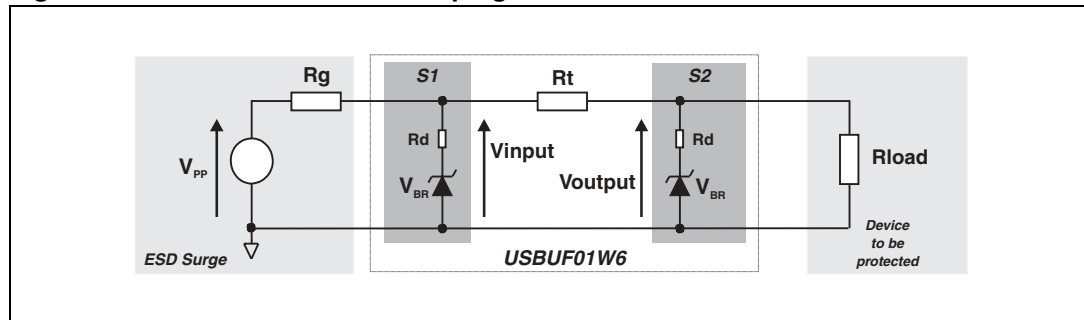 Rg
S1
Rt
S2
Rd
Rd
Vinput
Voutput
Rload
VPP
VBR
VBR
ESD Surge
USBUF01W6
Device
to be
protected